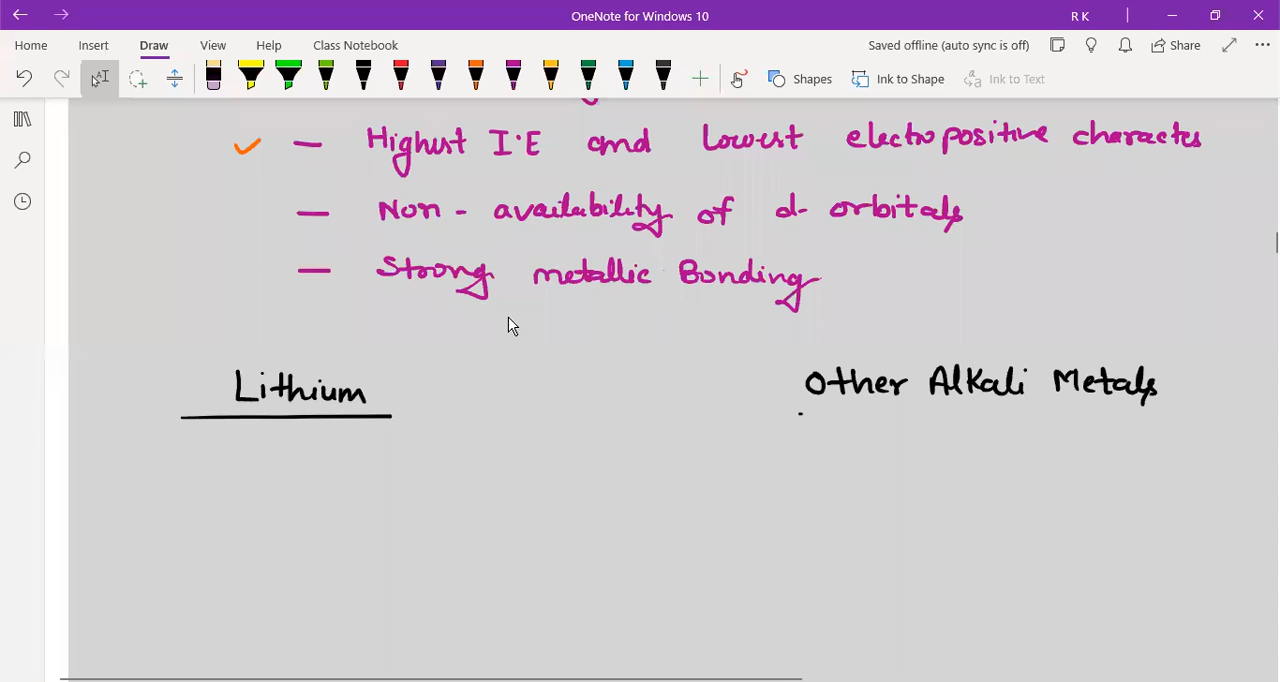 OneNote for Windows 10
R K
Home Insert Draw View Help Class Notebook
Saved offline (auto sync is off) Share
Shapes Ink to Shape Ink to Text
— Highest I.E and lowest electropositive character
— Non - availability of d- orbitals
— Strong metallic Bonding
Lithium Other Alkali Metals